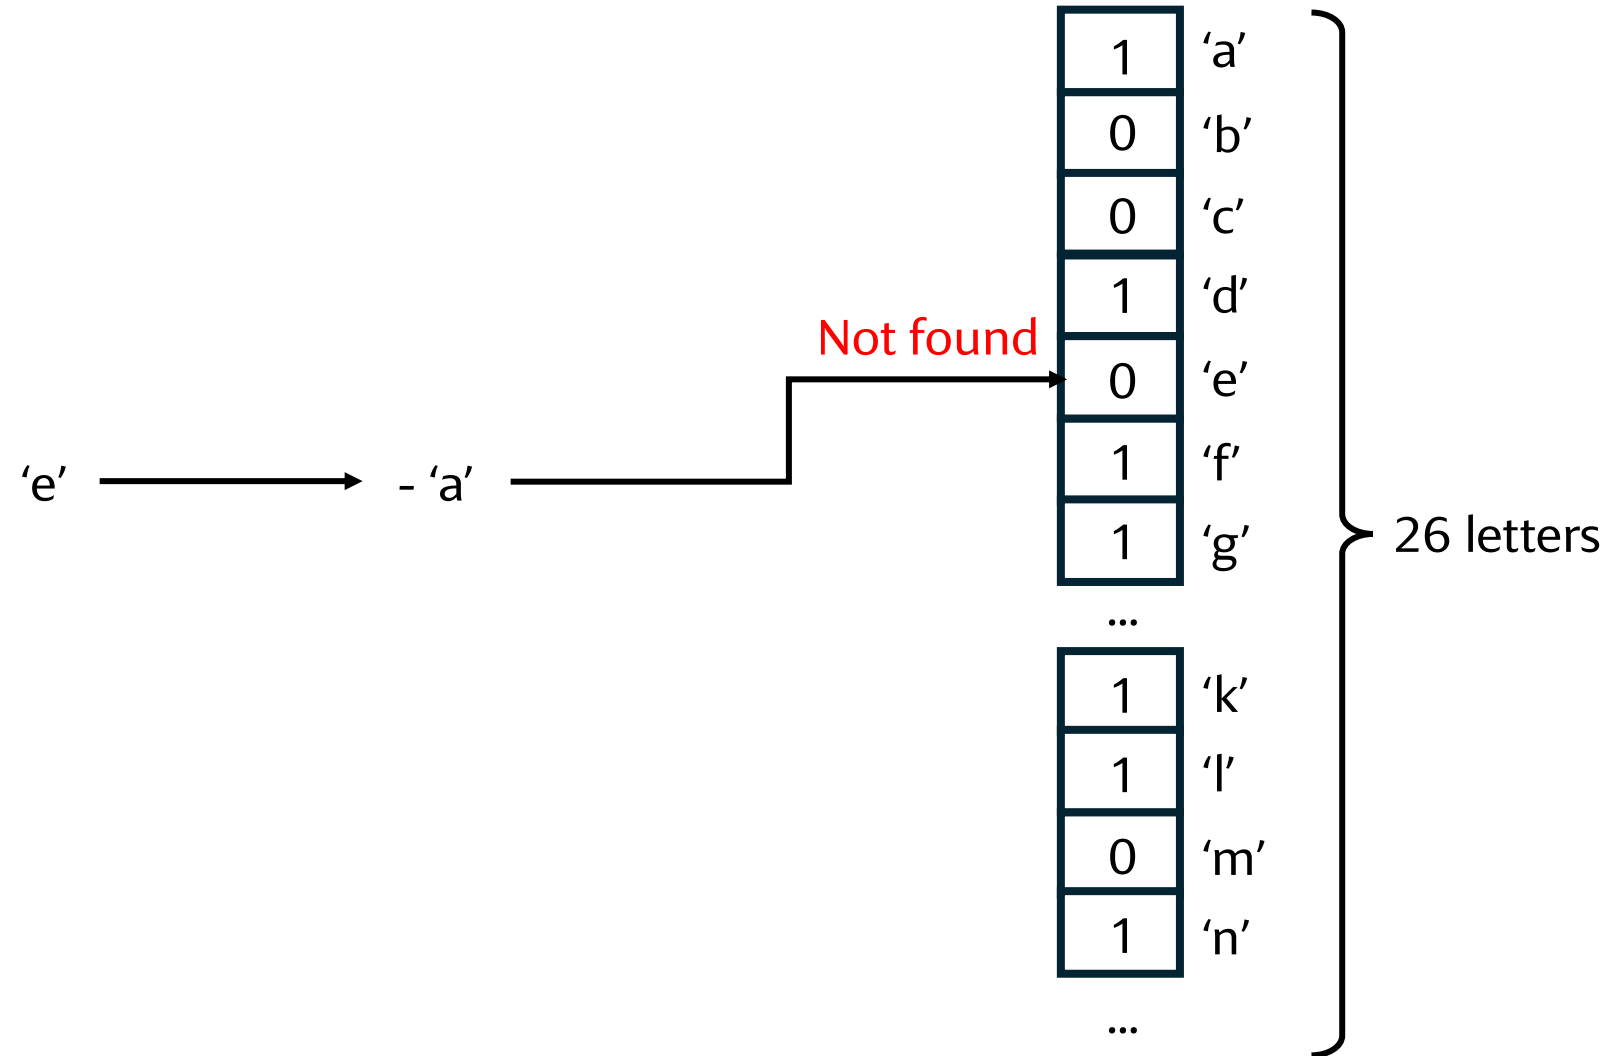 1 ‘a’
0 ‘b’
0 ‘c’
1 ‘d’
Not found
0 ‘e’
1 ‘f’
‘e’ - ‘a’
1 ‘g’
26 letters
...
1 ‘k’
1 ‘l’
0 ‘m’
1 ‘n’
...